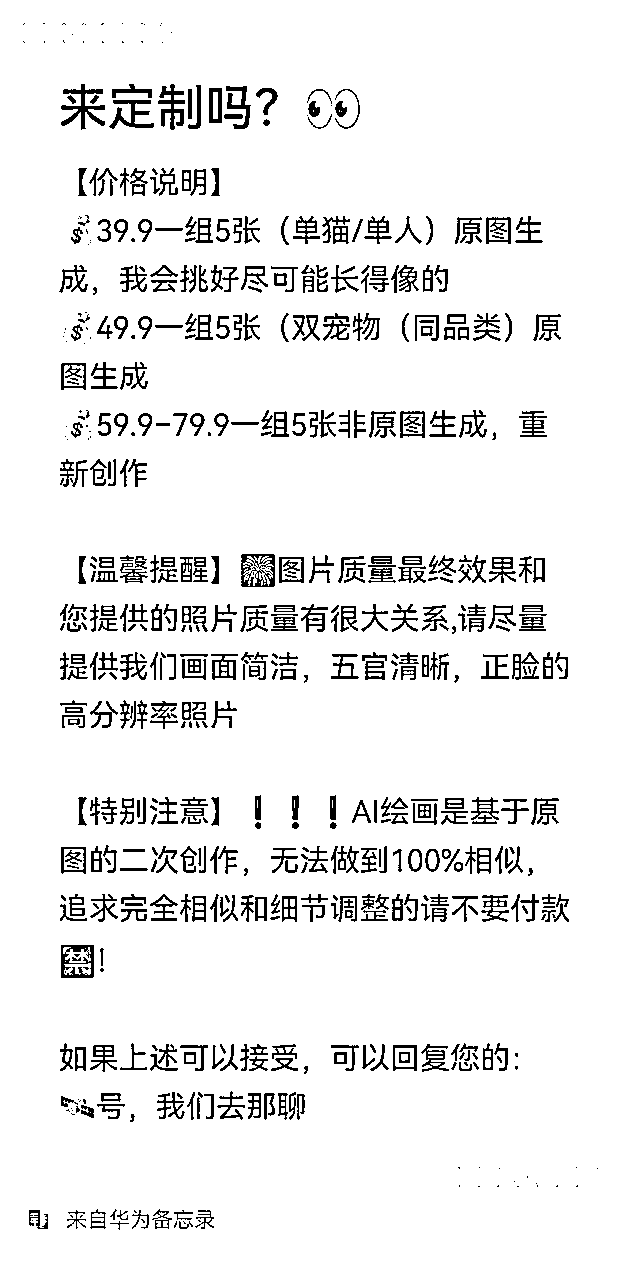 来定制吗？👀
【价格说明】
💰39.9一组5张（单猫/单人）原图生
成，我会挑好尽可能长得像的
💰49.9一组5张（双宠物（同品类）原
图生成
💰59.9-79.9一组5张非原图生成，重
新创作
【温馨提醒】🎆图片质量最终效果和
您提供的照片质量有很大关系,请尽量
提供我们画面简洁，五官清晰，正脸的
高分辨率照片
【特别注意】❗❗❗AI绘画是基于原
图的二次创作，无法做到100%相似，
追求完全相似和细节调整的请不要付款
🈲！
如果上述可以接受，可以回复您的：
🛰号，我们去那聊
来自华为备忘录